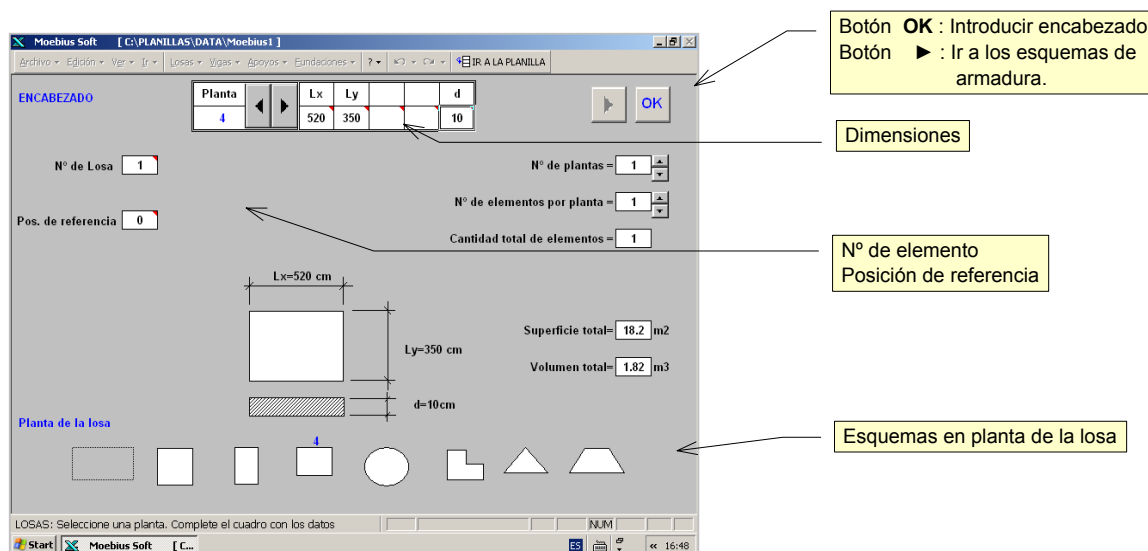 Moebius Soft [ C:\PLANILLAS\DATA\Moebius1 ]
Archivo Edición Ver Ir Losas Vigas Apoyos Fundaciones ? IR A LA PLANILLA
ENCABEZADO
Planta Lx Ly d
4 520 350 10
OK
Nº de Losa 1
Nº de plantas = 1
Pos. de referencia 0
Nº de elementos por planta = 1
Cantidad total de elementos = 1
Lx=520 cm
Ly=350 cm
Superficie total= 18.2 m2
Volumen total= 1.82 m3
d=10cm
Planta de la losa
4
LOSAS: Seleccione una planta. Complete el cuadro con los datos NUM
Start Moebius Soft [ C... ES « 16:48
Botón OK : Introducir encabezado
Botón ► : Ir a los esquemas de
armadura.
Dimensiones
Nº de elemento
Posición de referencia
Esquemas en planta de la losa